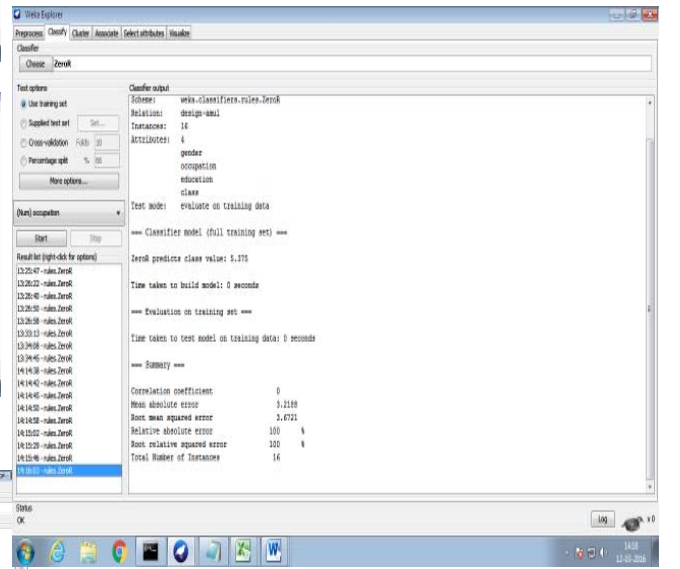 Weka Explorer
Preprocess Classify Cluster Associate Select attributes Visualize
Classifier
Choose ZeroR
Test options
Use training set
Supplied test set Set...
Cross-validation Folds 10
Percentage split % 66
More options...
(Num) occupation
Start Stop
Result list (right-click for options)
13:25:47 - rules.ZeroR
13:28:22 - rules.ZeroR
13:28:40 - rules.ZeroR
13:28:50 - rules.ZeroR
13:28:58 - rules.ZeroR
13:33:13 - rules.ZeroR
13:34:08 - rules.ZeroR
13:34:45 - rules.ZeroR
14:14:38 - rules.ZeroR
14:14:42 - rules.ZeroR
14:14:45 - rules.ZeroR
14:14:50 - rules.ZeroR
14:14:58 - rules.ZeroR
14:15:02 - rules.ZeroR
14:15:29 - rules.ZeroR
14:15:46 - rules.ZeroR
14:16:03 - rules.ZeroR
Classifier output
Scheme: weka.classifiers.rules.ZeroR
Relation: design-amul
Instances: 16
Attributes: 4
gender
occupation
education
class
Test mode: evaluate on training data
=== Classifier model (full training set) ===
ZeroR predicts class value: 5.375
Time taken to build model: 0 seconds
=== Evaluation on training set ===
Time taken to test model on training data: 0 seconds
=== Summary ===
Correlation coefficient 0
Mean absolute error 3.2188
Root mean squared error 3.6721
Relative absolute error 100 %
Root relative squared error 100 %
Total Number of Instances 16
Status
OK
Log
x 0